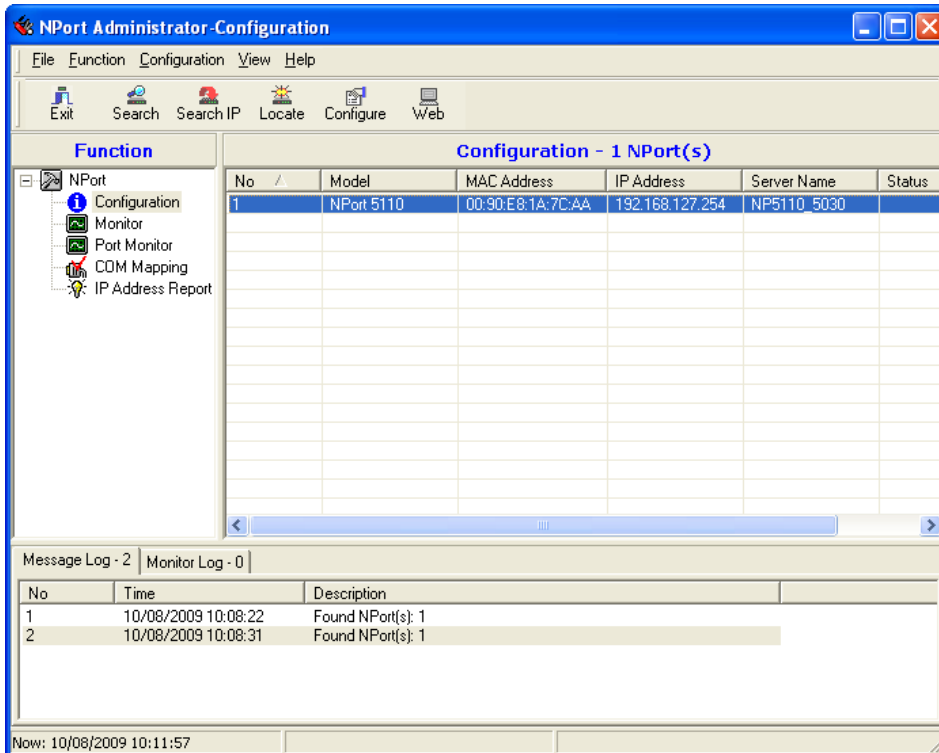 NPort Administrator-Configuration
File Function Configuration View Help
Exit Search Search IP Locate Configure Web
Function
Configuration - 1 NPort(s)
NPort
Configuration
Monitor
Port Monitor
COM Mapping
IP Address Report
No Model MAC Address IP Address Server Name Status
1 NPort 5110 00:90:E8:1A:7C:AA 192.168.127.254 NP5110_5030
Message Log - 2 Monitor Log - 0
No Time Description
1 10/08/2009 10:08:22 Found NPort(s): 1
2 10/08/2009 10:08:31 Found NPort(s): 1
Now: 10/08/2009 10:11:57